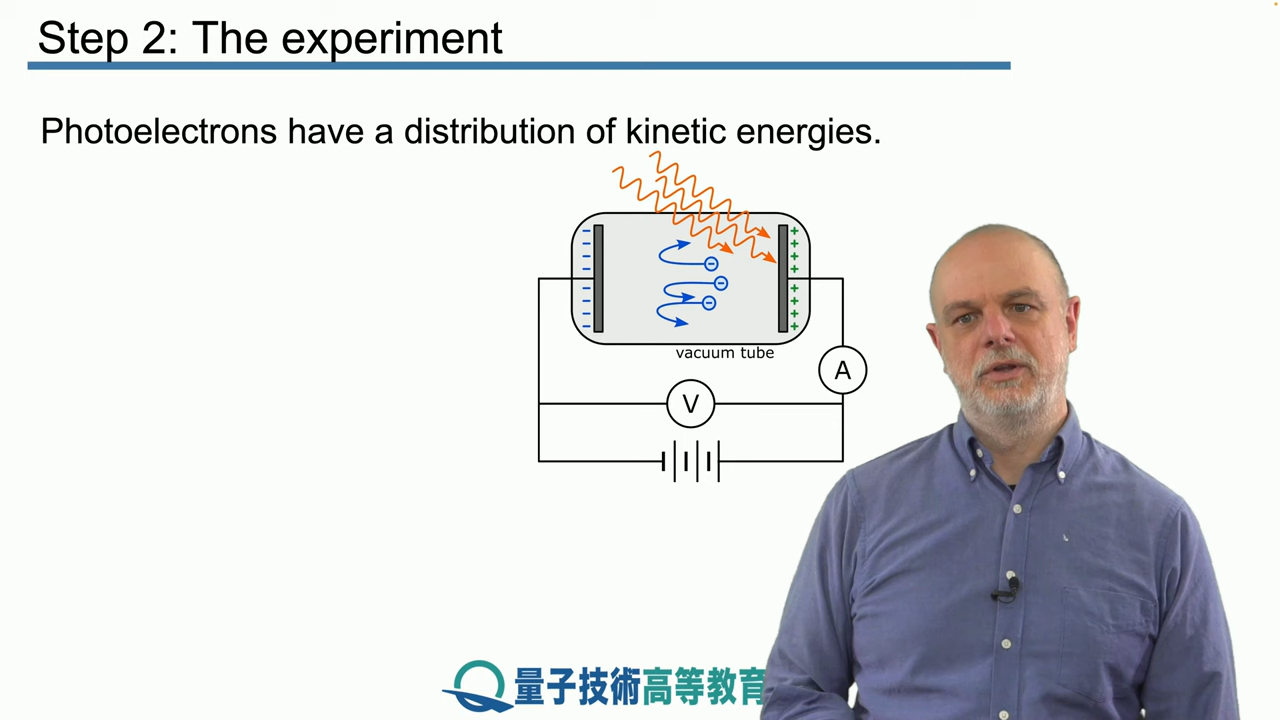 Step 2: The experiment
Photoelectrons have a distribution of kinetic energies.
vacuum tube
A
V
量子技術高等教育